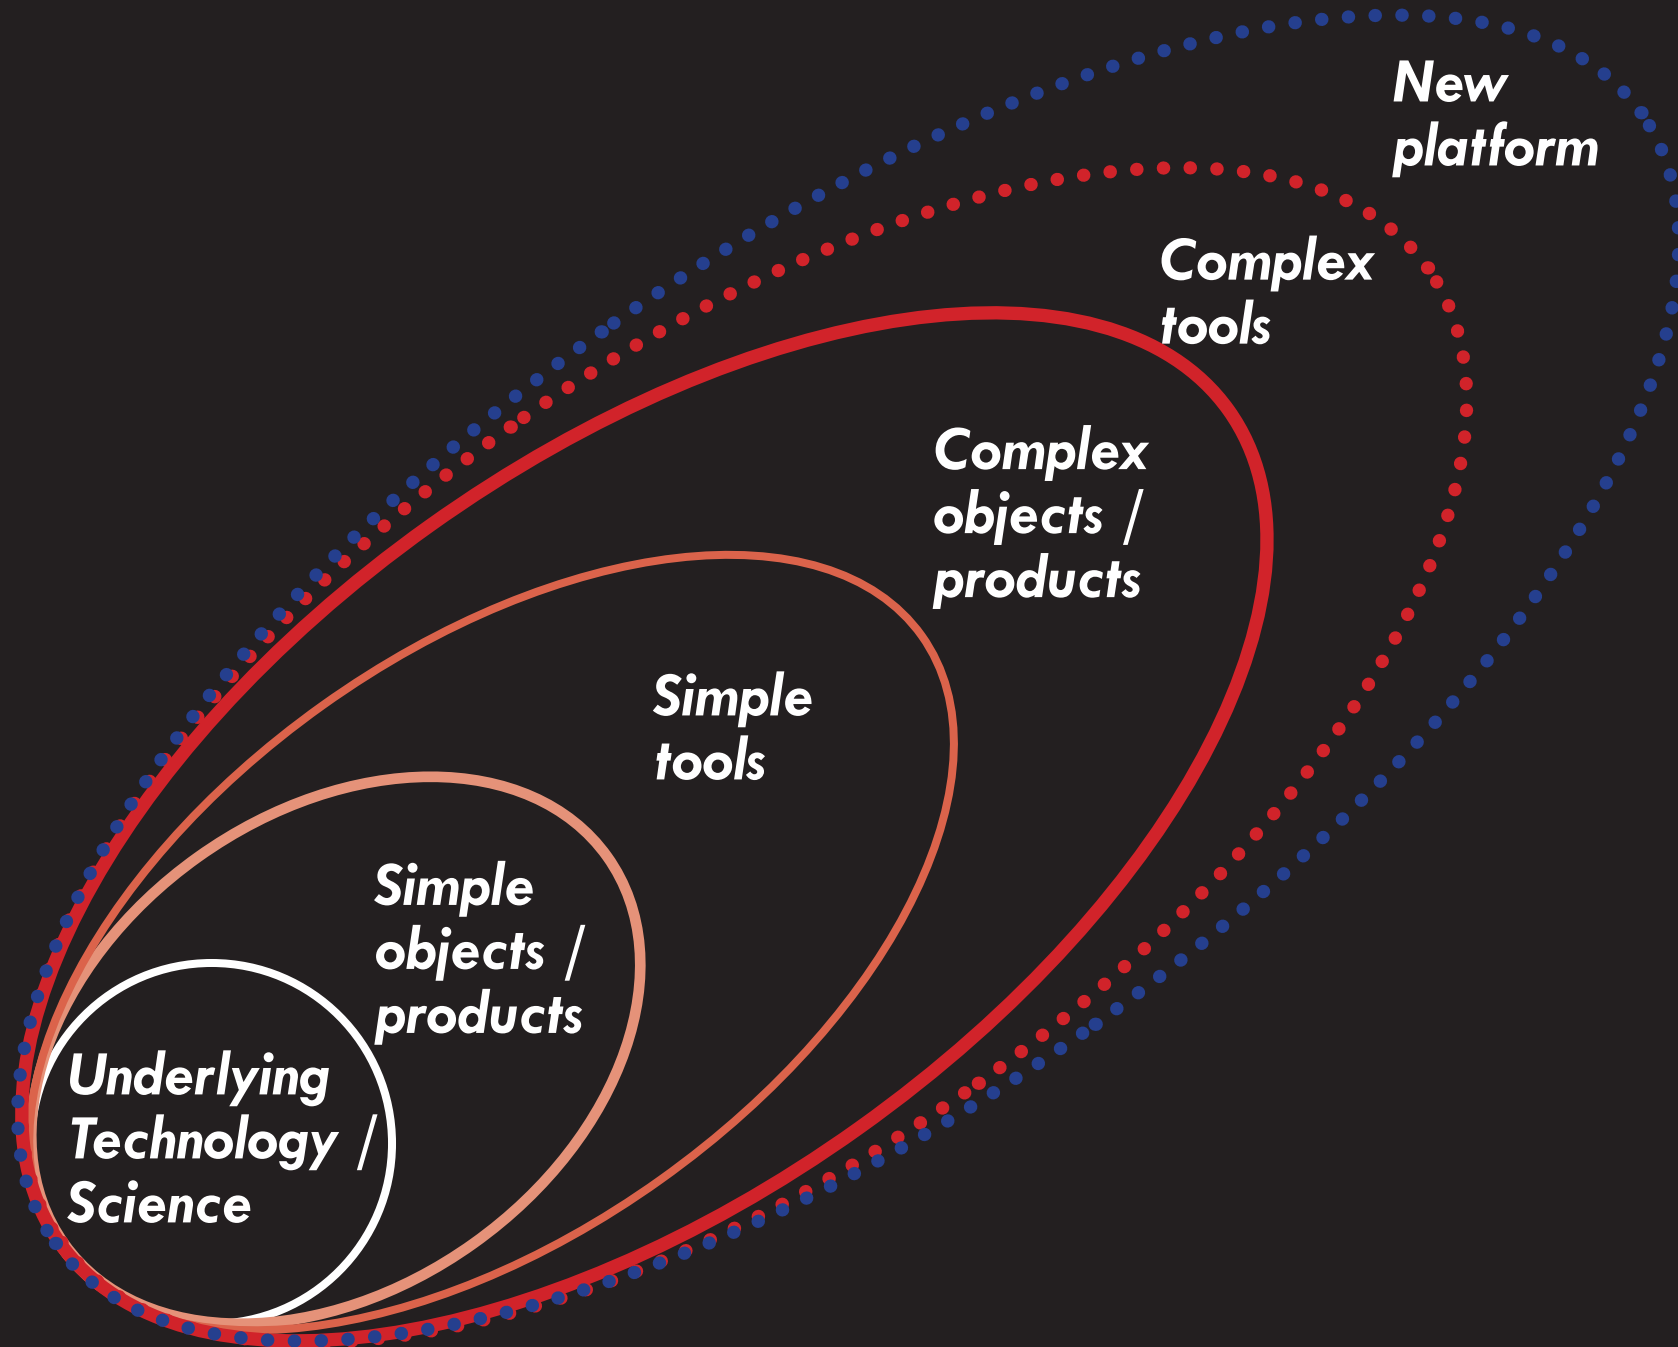 New
platform
Complex
tools
Complex
objects /
products
Simple
tools
Simple
objects /
products
Underlying
Technology /
Science